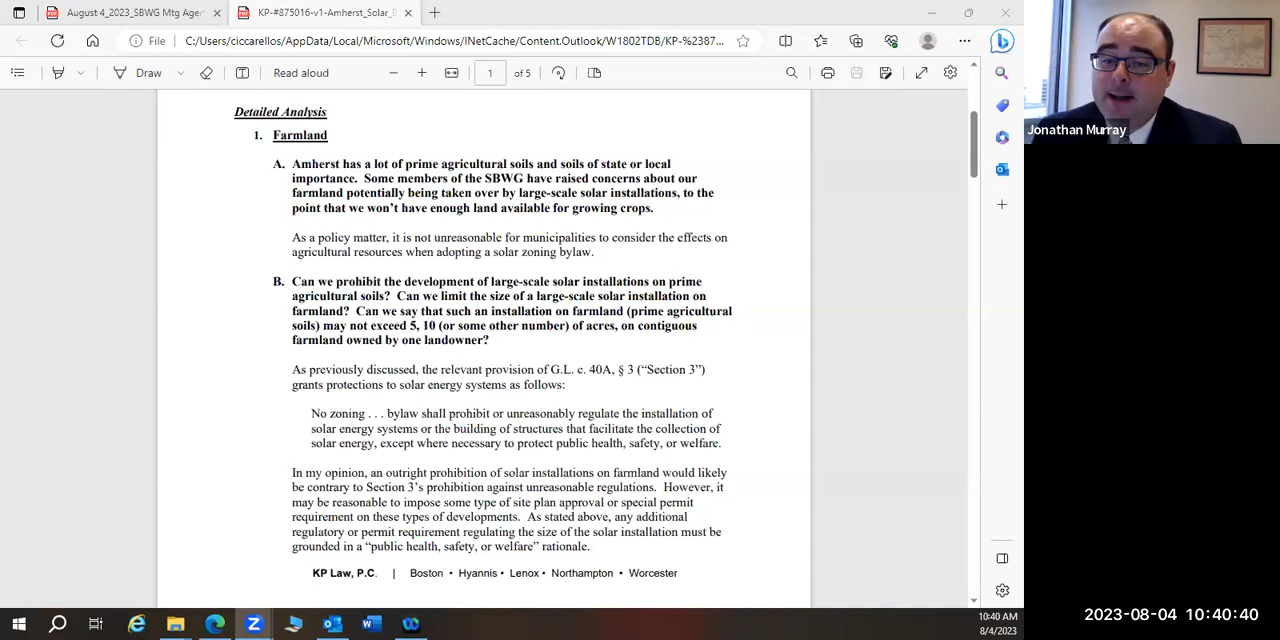 August 4_2023_SBWG Mtg Age
KP-#875016-v1-Amherst_Solar_B
File
C:/Users/ciccarellos/AppData/Local/Microsoft/Windows/INetCache/Content.Outlook/W1802TDB/KP-%2387...
Draw
Read aloud
1
of 5
Jonathan Murray
Detailed Analysis
1. Farmland
A. Amherst has a lot of prime agricultural soils and soils of state or local
importance. Some members of the SBWG have raised concerns about our
farmland potentially being taken over by large-scale solar installations, to the
point that we won't have enough land available for growing crops.
As a policy matter, it is not unreasonable for municipalities to consider the effects on
agricultural resources when adopting a solar zoning bylaw.
B. Can we prohibit the development of large-scale solar installations on prime
agricultural soils? Can we limit the size of a large-scale solar installation on
farmland? Can we say that such an installation on farmland (prime agricultural
soils) may not exceed 5, 10 (or some other number) of acres, on contiguous
farmland owned by one landowner?
As previously discussed, the relevant provision of G.L. c. 40A, § 3 ("Section 3")
grants protections to solar energy systems as follows:
No zoning . . . bylaw shall prohibit or unreasonably regulate the installation of
solar energy systems or the building of structures that facilitate the collection of
solar energy, except where necessary to protect public health, safety, or welfare.
In my opinion, an outright prohibition of solar installations on farmland would likely
be contrary to Section 3's prohibition against unreasonable regulations. However, it
may be reasonable to impose some type of site plan approval or special permit
requirement on these types of developments. As stated above, any additional
regulatory or permit requirement regulating the size of the solar installation must be
grounded in a "public health, safety, or welfare" rationale.
KP Law, P.C. | Boston • Hyannis • Lenox • Northampton • Worcester
10:40 AM
8/4/2023
2023-08-04 10:40:40